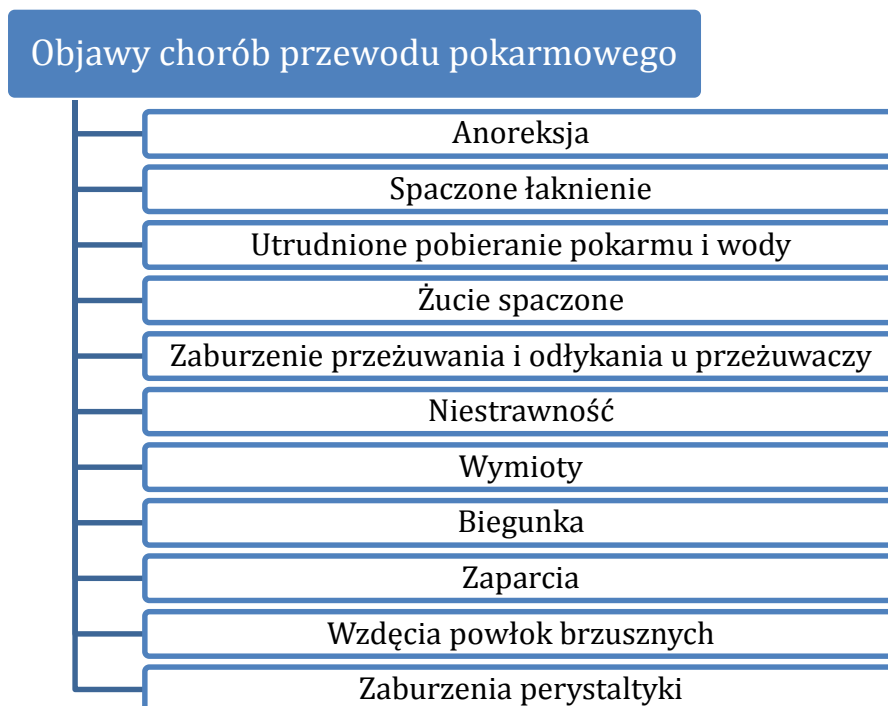 Objawy chorób przewodu pokarmowego
Anoreksja
Spaczone łaknienie
Utrudnione pobieranie pokarmu i wody
Żucie spaczone
Zaburzenie przeżuwania i odłykania u przeżuwaczy
Niestrawność
Wymioty
Biegunka
Zaparcia
Wzdęcia powłok brzusznych
Zaburzenia perystaltyki